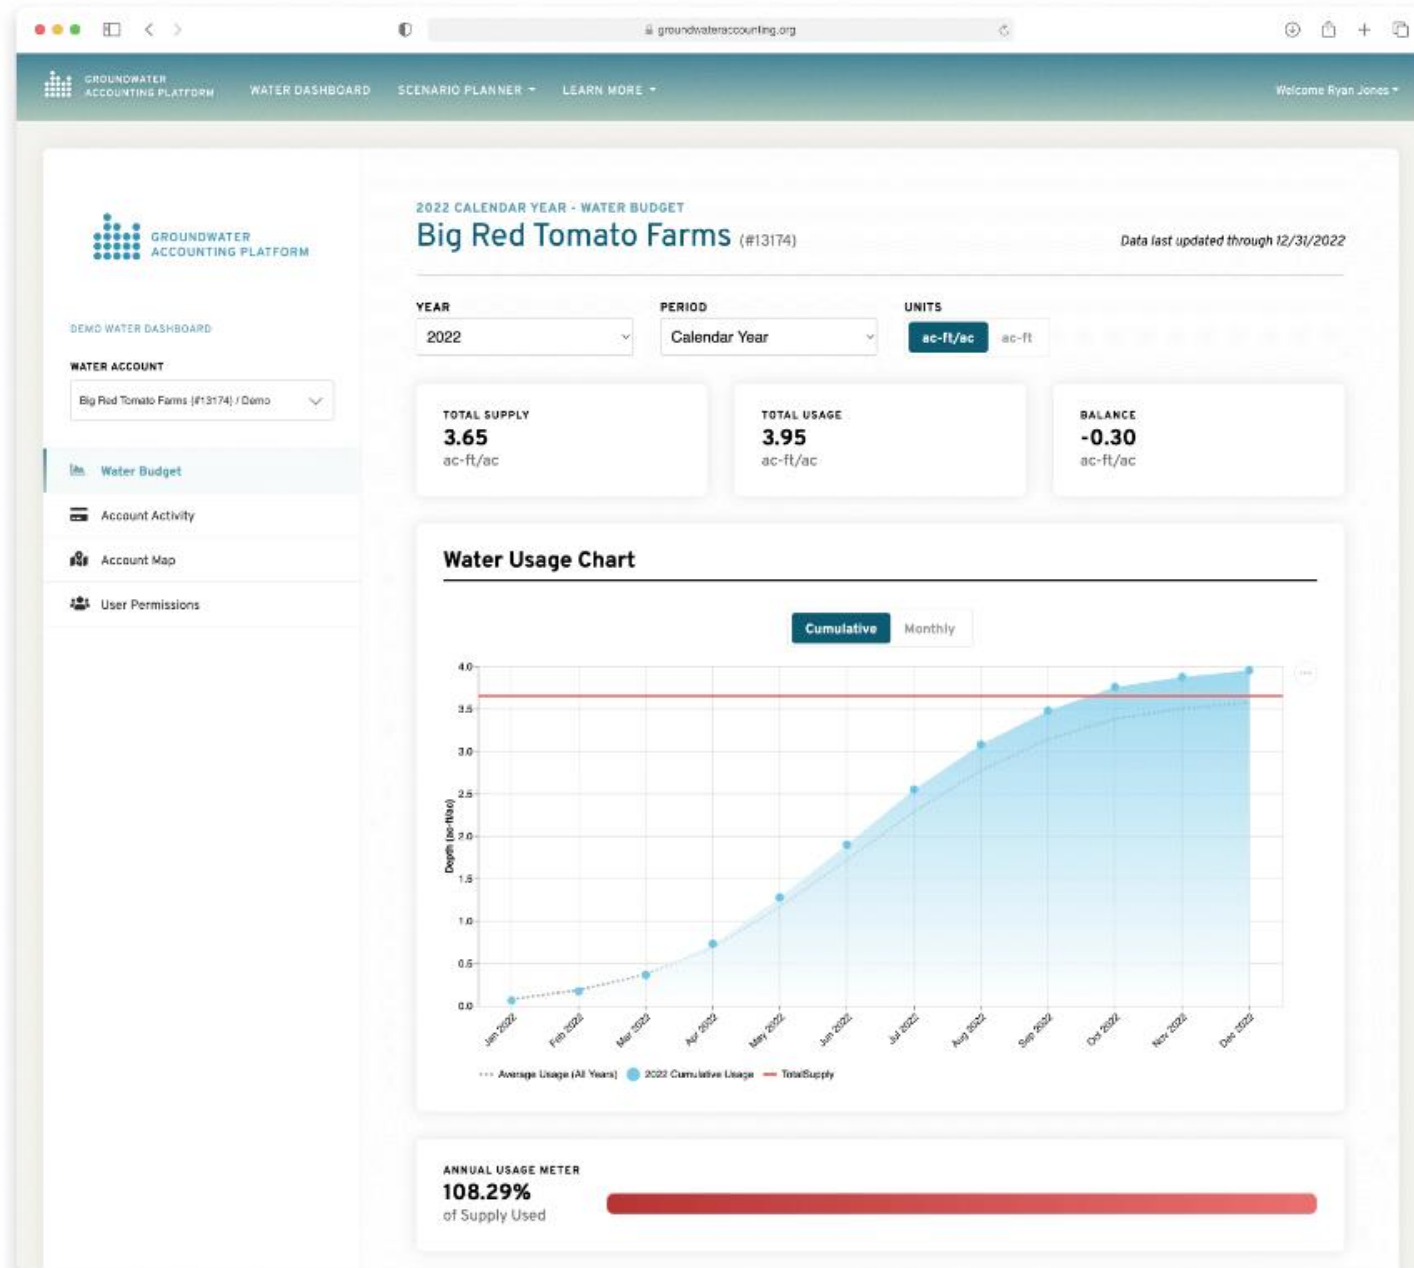 groundwateraccounting.org
GROUNDWATER
ACCOUNTING PLATFORM
WATER DASHBOARD
SCENARIO PLANNER
LEARN MORE
Welcome Ryan Jones
GROUNDWATER
ACCOUNTING PLATFORM
DEMO WATER DASHBOARD
WATER ACCOUNT
Big Red Tomato Farms (#13174) / Demo
Water Budget
Account Activity
Account Map
User Permissions
2022 CALENDAR YEAR - WATER BUDGET
Big Red Tomato Farms (#13174)
Data last updated through 12/31/2022
YEAR
2022
PERIOD
Calendar Year
UNITS
ac-ft/ac
ac-ft
TOTAL SUPPLY
3.65
ac-ft/ac
TOTAL USAGE
3.95
ac-ft/ac
BALANCE
-0.30
ac-ft/ac
Water Usage Chart
Cumulative
Monthly
Depth (ac-ft/ac)
4.0
3.5
3.0
2.5
2.0
1.5
1.0
0.5
0.0
Jan 2022
Feb 2022
Mar 2022
Apr 2022
May 2022
Jun 2022
Jul 2022
Aug 2022
Sep 2022
Oct 2022
Nov 2022
Dec 2022
Average Usage (All Years)
2022 Cumulative Usage
TotalSupply
ANNUAL USAGE METER
108.29%
of Supply Used